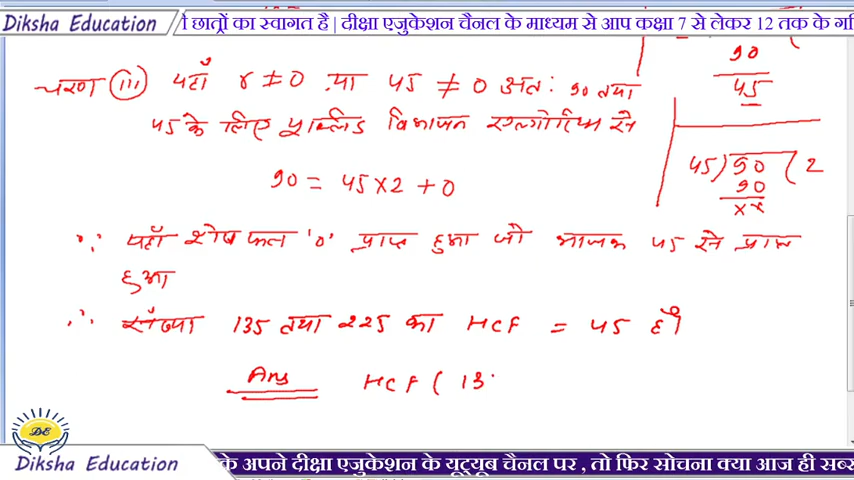 Diksha Education
ी छात्रों का स्वागत है | दीक्षा एजुकेशन चैनल के माध्यम से आप कक्षा 7 से लेकर 12 तक के गि
90
45
चरण (iii) यहाँ r ≠ 0 या 45 ≠ 0 अतः 90 तथा
45 के लिए यूक्लिड विभाजन एल्गोरिथ्म से
90 = 45 × 2 + 0
45 ) 90 ( 2
90
××
∵ यहाँ शेषफल '0' प्राप्त हुआ जो भाजक 45 से प्राप्त
हुआ
∴ संख्या 135 तथा 225 का HCF = 45 है
Ans HCF ( 13
DE
Diksha Education
के अपने दीक्षा एजुकेशन के यूट्यूब चैनल पर , तो फिर सोचना क्या आज ही सब्स